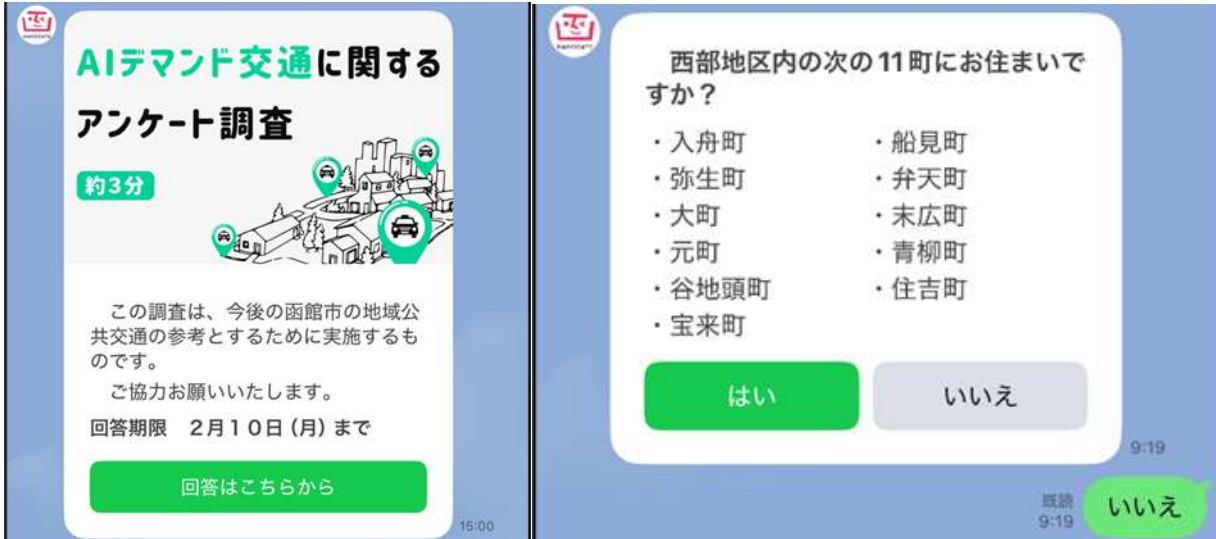 AIデマンド交通に関する
アンケート調査
約3分
この調査は、今後の函館市の地域公
共交通の参考とするために実施するも
のです。
ご協力お願いいたします。
回答期限 2月10日(月)まで
回答はこちらから
15:00
西部地区内の次の11町にお住まいで
すか？
・入舟町 ・船見町
・弥生町 ・弁天町
・大町 ・末広町
・元町 ・青柳町
・谷地頭町 ・住吉町
・宝来町
はい いいえ
9:19
既読
9:19
いいえ